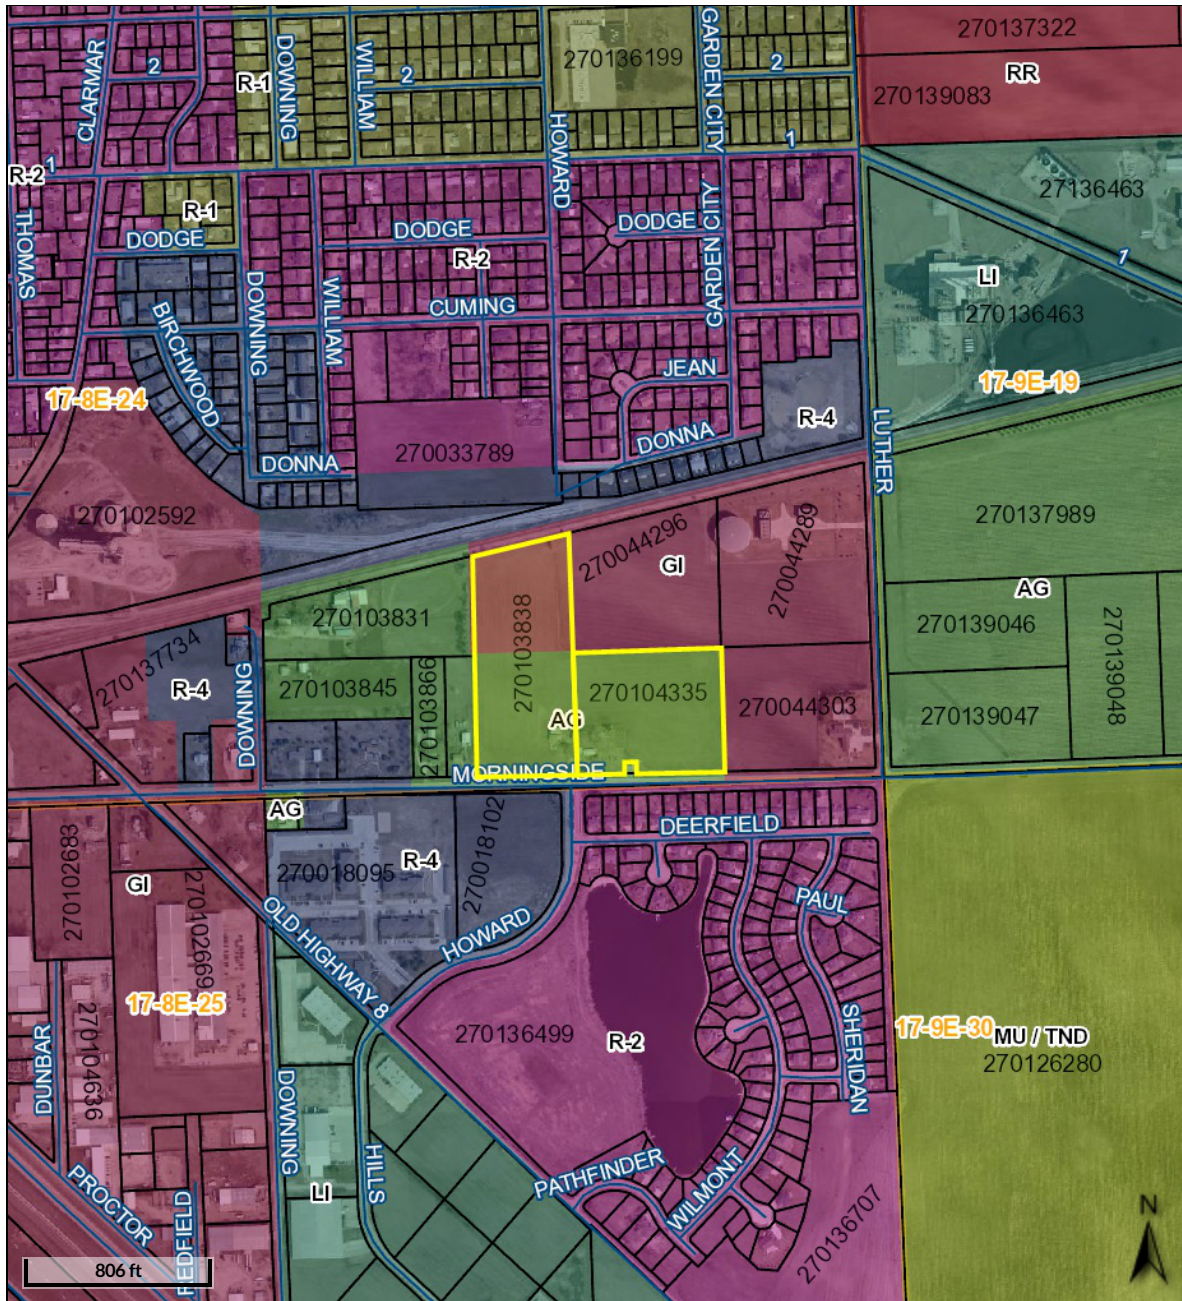 270137322
CLARMAR
DOWNING
WILLIAM
GARDEN CITY
270136199
2
R-1
2
2
RR
270139083
HOWARD
1
1
R-2
27136463
R-1
THOMAS
DODGE
DODGE
DODGE
GARDEN CITY
R-2
1
DOWNING
WILLIAM
LI
BIRCHWOOD
CUMING
270136463
JEAN
17-8E-24
17-9E-19
R-4
LUTHER
DONNA
270033789
DONNA
270102592
270044296
270044289
270137989
GI
AG
270103831
270103838
270139046
270139048
270137734
R-4
DOWNING
270103845
270103866
270104335
AG
270044303
270139047
MORNINGSIDE
AG
270018102
DEERFIELD
270102683
GI
270102669
270018095
R-4
PAUL
OLD HIGHWAY 8
HOWARD
17-8E-25
270104636
270136499
R-2
SHERIDAN
17-9E-30
MU / TND
270126280
DUNBAR
DOWNING
HILLS
PROCTOR
REDFIELD
LI
PATHFINDER
WILMONT
270136707
N
806 ft